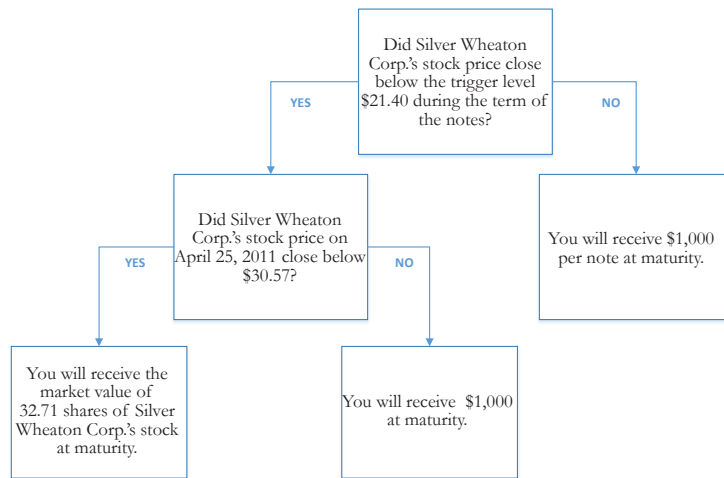 Did Silver Wheaton
Corp.'s stock price close
below the trigger level
$21.40 during the term of
the notes?
YES
NO
Did Silver Wheaton
Corp.'s stock price on
April 25, 2011 close below
$30.57?
You will receive $1,000
per note at maturity.
YES
NO
You will receive the
market value of
32.71 shares of Silver
Wheaton Corp.'s stock
at maturity.
You will receive $1,000
at maturity.